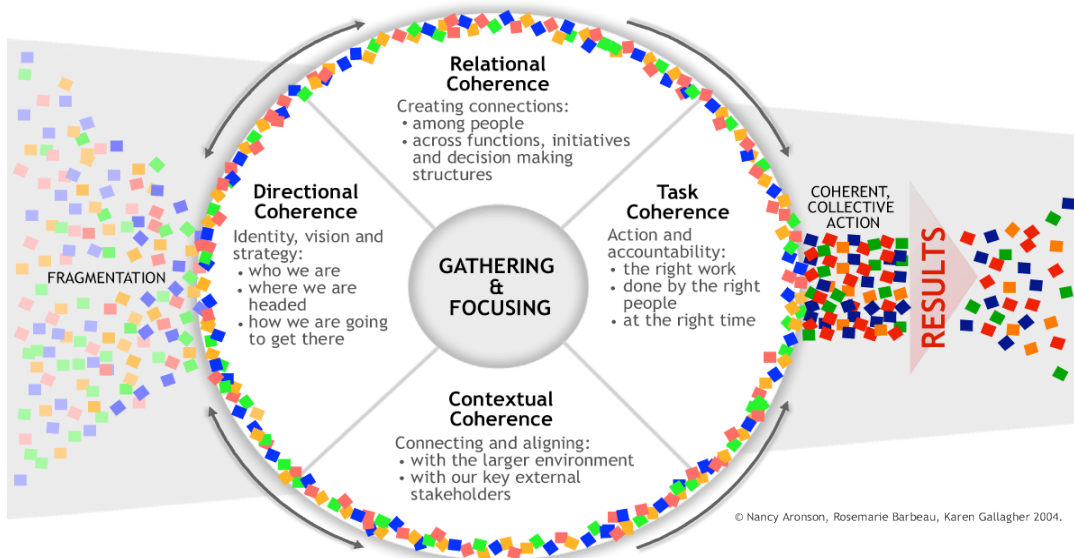 Relational
Coherence
Creating connections:
• among people
• across functions, initiatives
and decision making
structures
Directional
Coherence
Identity, vision and
strategy:
• who we are
• where we are
headed
• how we are going
to get there
FRAGMENTATION
GATHERING
&
FOCUSING
Task
Coherence
Action and
accountability:
• the right work
• done by the right
people
• at the right time
COHERENT,
COLLECTIVE
ACTION
RESULTS
Contextual
Coherence
Connecting and aligning:
• with the larger environment
• with our key external
stakeholders
© Nancy Aronson, Rosemarie Barbeau, Karen Gallagher 2004.